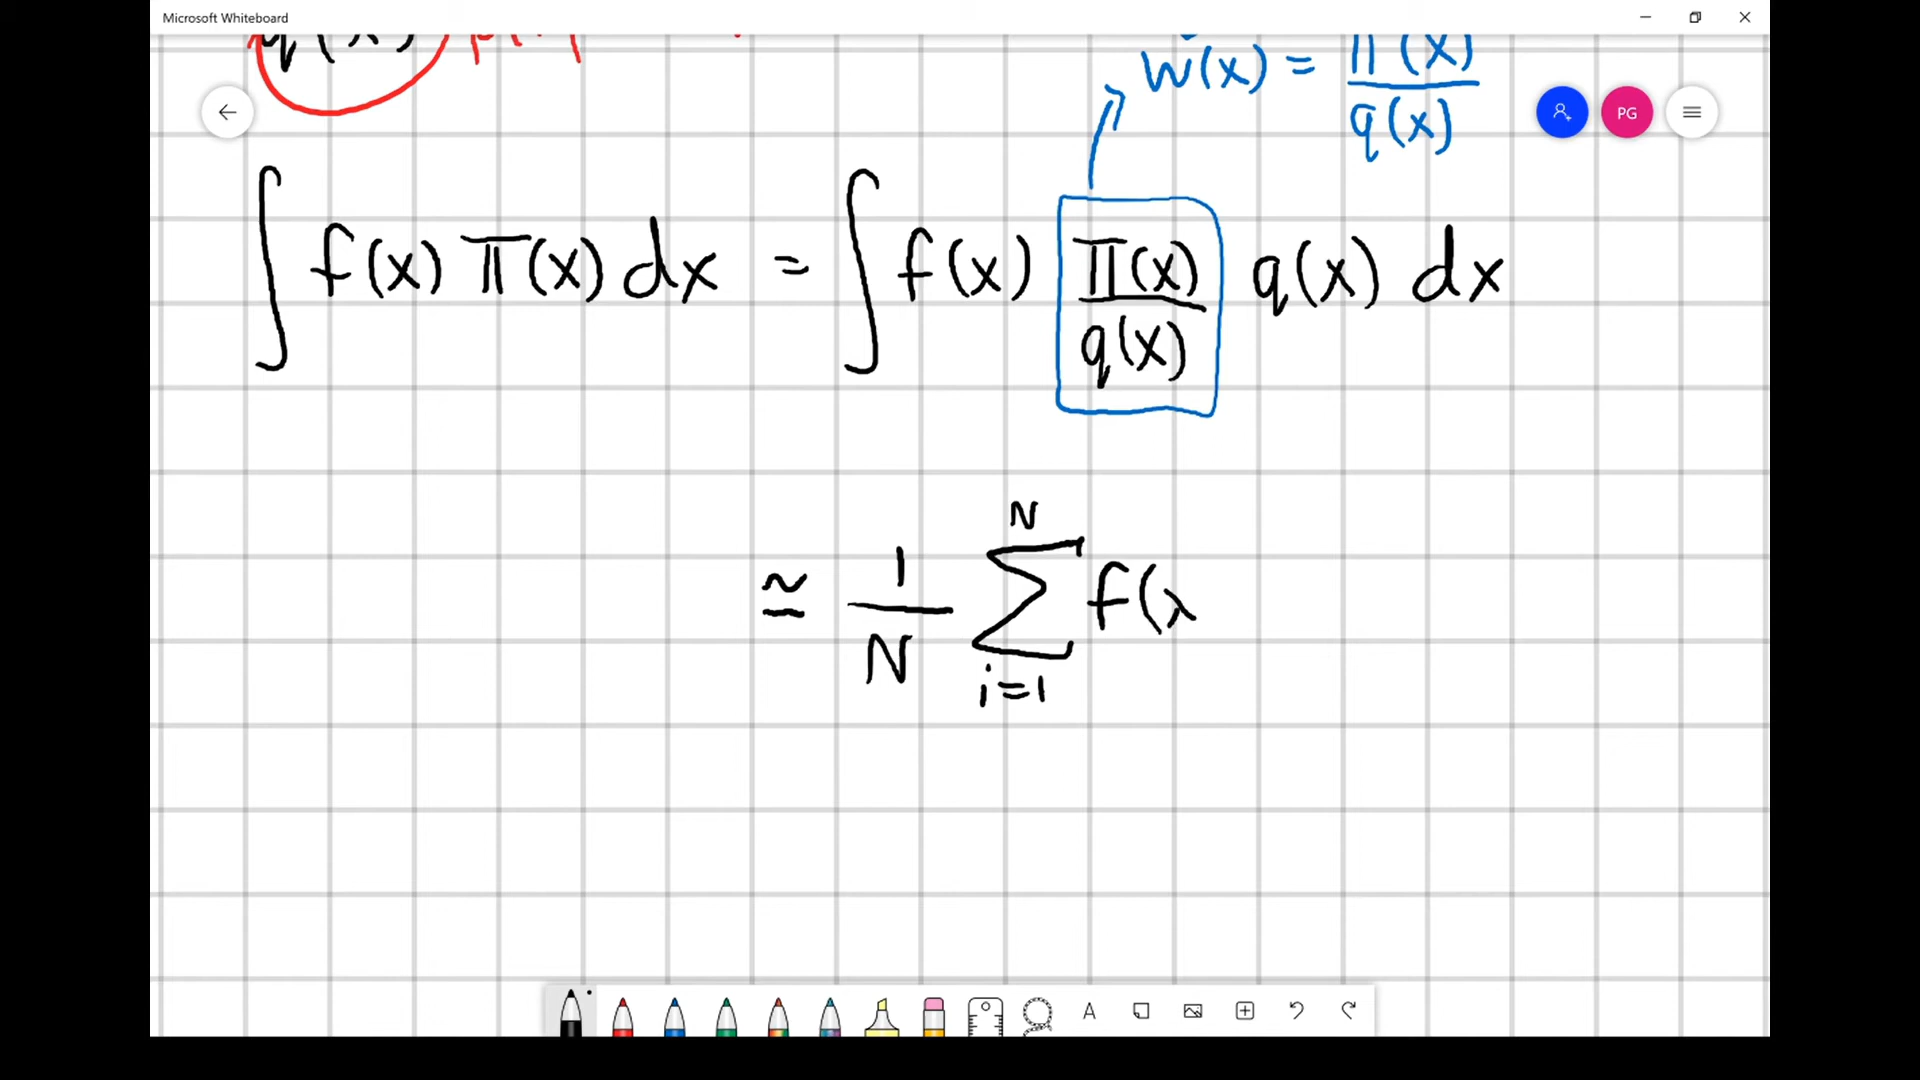 Microsoft Whiteboard
q(x)
w(x) = π(x) / q(x)
PG
∫ f(x) π(x) dx = ∫ f(x) π(x) / q(x) q(x) dx
≅ 1/N ∑ N i=1 f(x
A